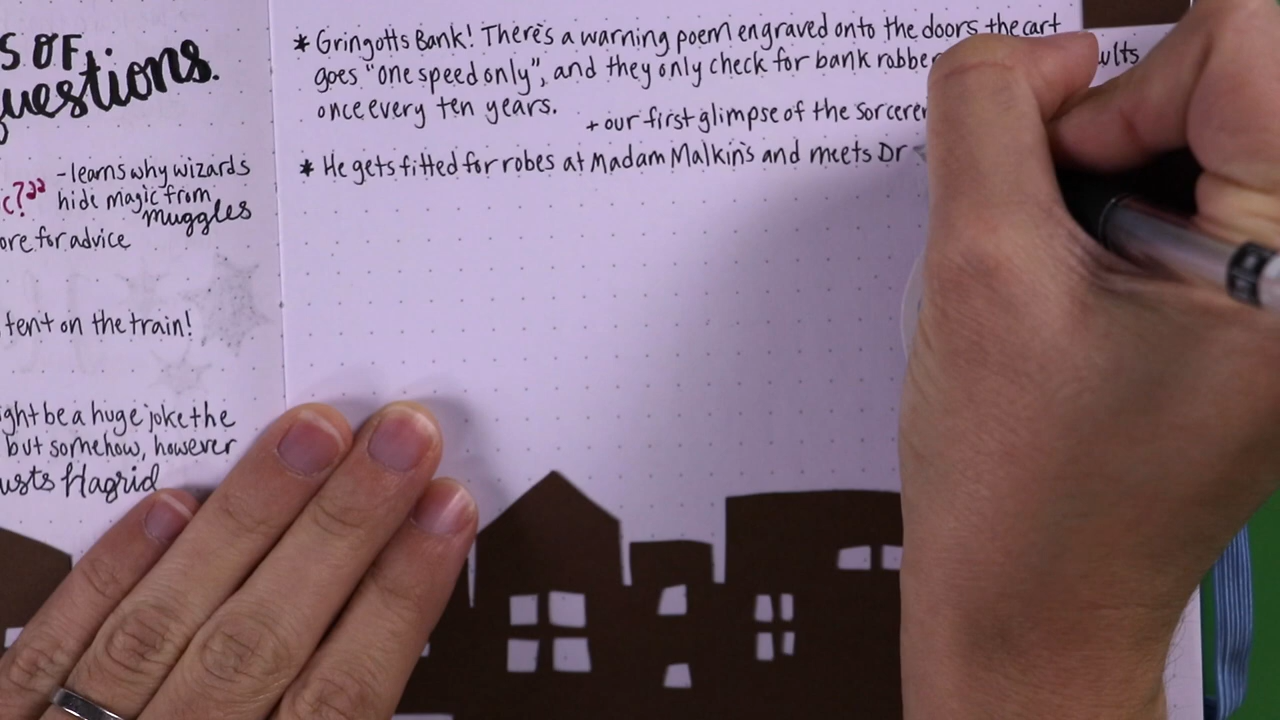 S OF
uestions.
c?"
- learns why wizards
hide magic from
muggles
ore for advice
tent on the train!
ight be a huge joke the
but somehow, however
usts Hagrid
* Gringotts Bank! There's a warning poem engraved onto the doors the cart
goes "one speed only", and they only check for bank robbe ults
once every ten years.
+ our first glimpse of the Sorcerer
* He gets fitted for robes at Madam Malkin's and meets Dr